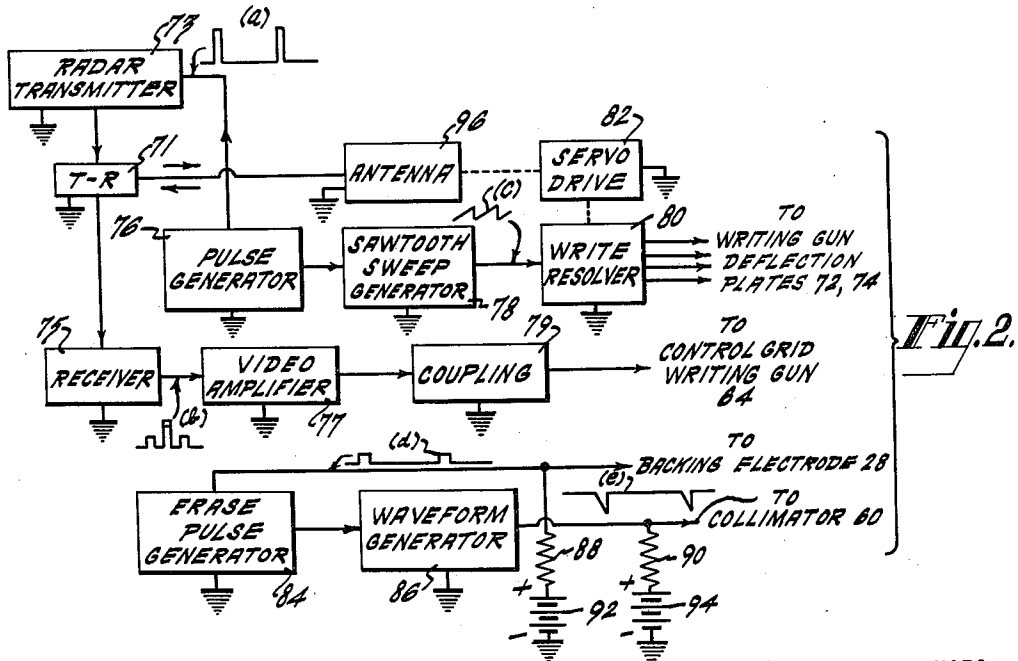 73
(a)
RADAR
TRANSMITTER
71
T-R
96
ANTENNA
82
SERVO
DRIVE
76
PULSE
GENERATOR
SAWTOOTH
SWEEP
GENERATOR
78
(c)
80
WRITE
RESOLVER
TO
WRITING GUN
DEFLECTION
PLATES 72, 74
75
RECEIVER
(b)
VIDEO
AMPLIFIER
77
79
COUPLING
TO
CONTROL GRID
WRITING GUN
64
Fig.2.
(d)
TO
BACKING ELECTRODE 28
ERASE
PULSE
GENERATOR
84
WAVEFORM
GENERATOR
86
(e)
TO
COLLIMATOR 60
88
90
+
92
-
+
94
-